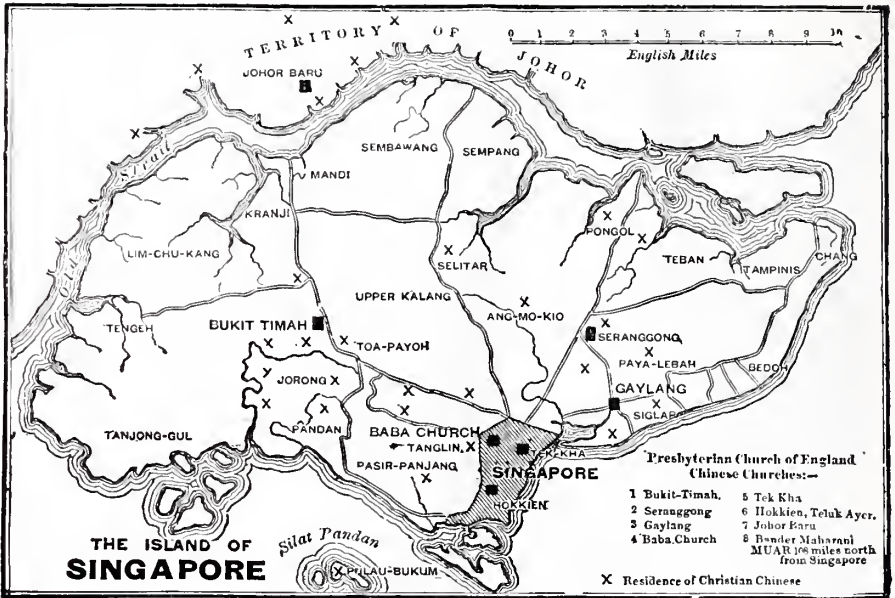 TERRITORY OF JOHOR
0 1 2 3 4 5 6 7 8 9 10
English Miles
JOHOR BARU
Strait
SEMBAWANG
SEMPANG
MANDI
KRANJI
PONGOL
LIM-CHU-KANG
SELITAR
TEBAN
TAMPINIS
CHANG
Old
UPPER KALANG
ANG-MO-KIO
TENGEH
BUKIT TIMAH
SERANGGONG
TOA-PAYOH
PAYA-LEBAH
BEDOH
JORONG
GAYLANG
SIGLAP
PANDAN
TANJONG-GUL
BABA CHURCH
TANGLIN
TEK-KHA
PASIR-PANJANG
SINGAPORE
HOKKIEN
Presbyterian Church of England
Chinese Churches:—
1 Bukit-Timah.
2 Seranggong
3 Gaylang
4 Baba.Church
5 Tek Kha
6 Hokkien, Teluk Ayer.
7 Johor Baru
8 Bander Maharani
MUAR 108 miles north
from Singapore
X Residence of Christian Chinese
Silat Pandan
PULAU-BUKUM
THE ISLAND OF
SINGAPORE